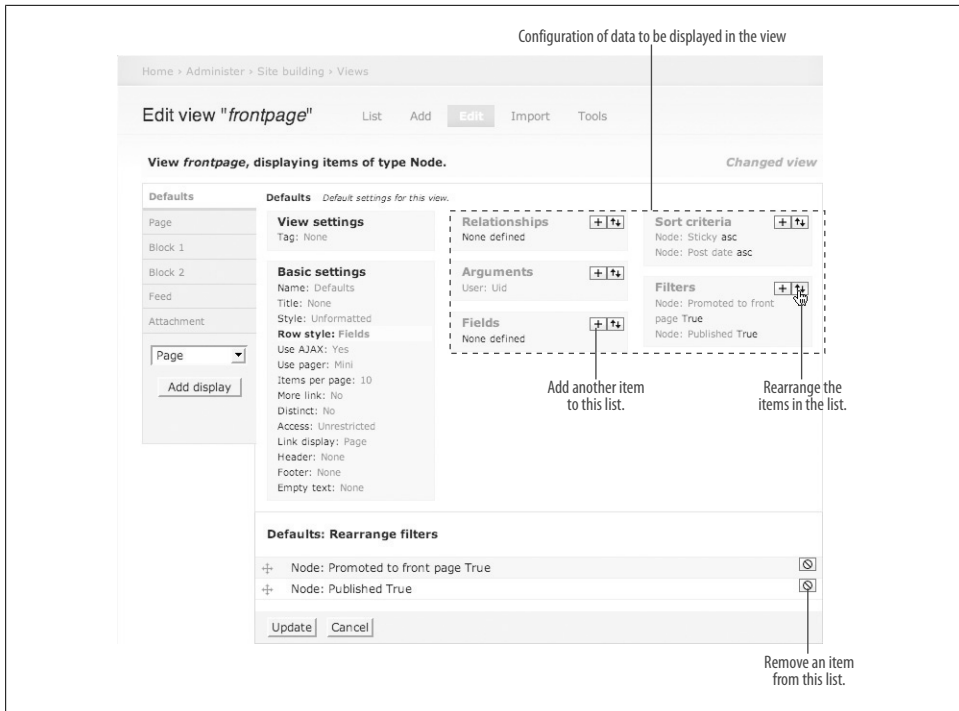 Configuration of data to be displayed in the view
Home › Administer › Site building › Views
Edit view "frontpage"
List Add Edit Import Tools
View frontpage, displaying items of type Node.
Changed view
Defaults
Page
Block 1
Block 2
Feed
Attachment
Page
Add display
Defaults Default settings for this view.
View settings
Tag: None
Basic settings
Name: Defaults
Title: None
Style: Unformatted
Row style: Fields
Use AJAX: Yes
Use pager: Mini
Items per page: 10
More link: No
Distinct: No
Access: Unrestricted
Link display: Page
Header: None
Footer: None
Empty text: None
Relationships
None defined
Arguments
User: Uid
Fields
None defined
Sort criteria
Node: Sticky asc
Node: Post date asc
Filters
Node: Promoted to front
page True
Node: Published True
Add another item
to this list.
Rearrange the
items in the list.
Defaults: Rearrange filters
Node: Promoted to front page True
Node: Published True
Update Cancel
Remove an item
from this list.